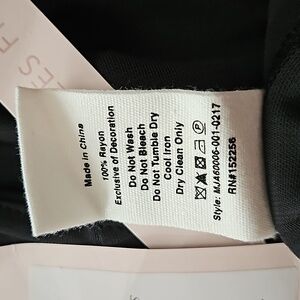 Made in China
100% Rayon
Exclusive of Decoration
Do Not Wash
Do Not Bleach
Do Not Tumble Dry
Cool Iron
Dry Clean Only
Style: MJA60006-001-0217
RN#152256